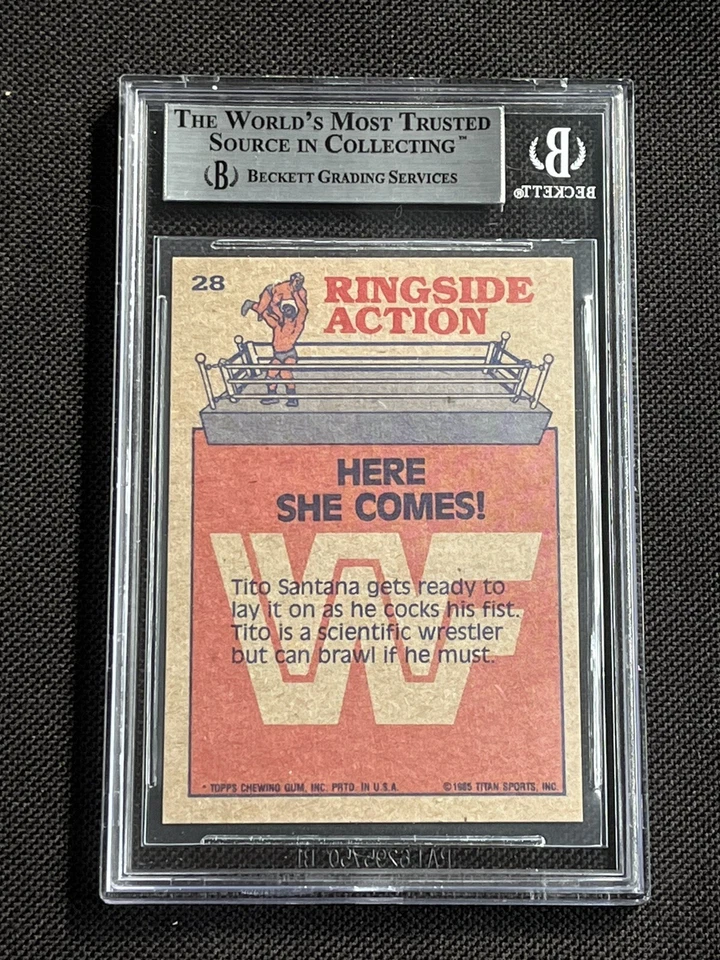 THE WORLD'S MOST TRUSTED
SOURCE IN COLLECTING™
(B) BECKETT GRADING SERVICES
B
BECKETT®
28
RINGSIDE
ACTION
HERE
SHE COMES!
WF
Tito Santana gets ready to
lay it on as he cocks his fist.
Tito is a scientific wrestler
but can brawl if he must.
* TOPPS CHEWING GUM, INC. PRTD. IN U.S.A.
©1985 TITAN SPORTS, INC.